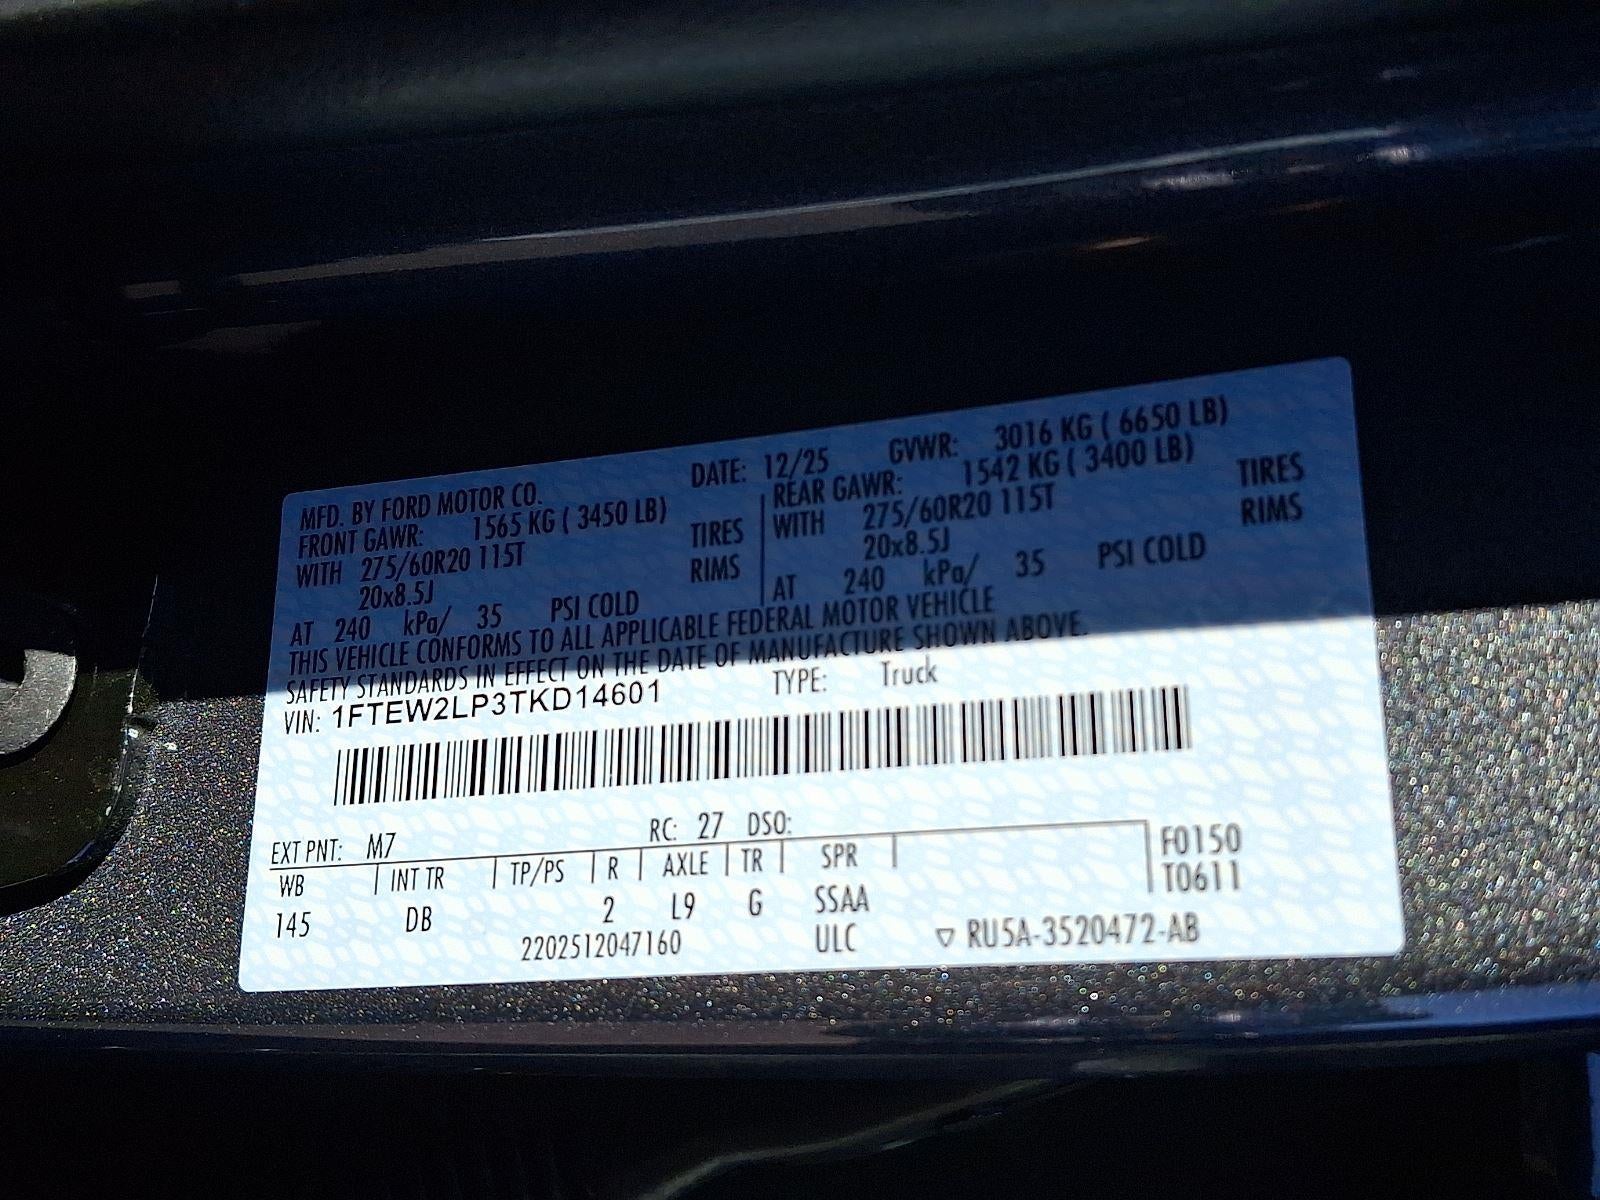 MFD. BY FORD MOTOR CO. DATE: 12/25 GVWR: 3016 KG ( 6650 LB)
FRONT GAWR: 1565 KG ( 3450 LB) REAR GAWR: 1542 KG ( 3400 LB)
WITH 275/60R20 115T TIRES WITH 275/60R20 115T TIRES
20x8.5J RIMS 20x8.5J RIMS
AT 240 kPa/ 35 PSI COLD AT 240 kPa/ 35 PSI COLD
THIS VEHICLE CONFORMS TO ALL APPLICABLE FEDERAL MOTOR VEHICLE
SAFETY STANDARDS IN EFFECT ON THE DATE OF MANUFACTURE SHOWN ABOVE.
VIN: 1FTEW2LP3TKD14601 TYPE: Truck
EXT PNT: M7 RC: 27 DSO:
WB INT TR TP/PS R AXLE TR SPR F0150
145 DB 2 L9 G SSAA T0611
2202512047160 ULC ▽ RU5A-3520472-AB